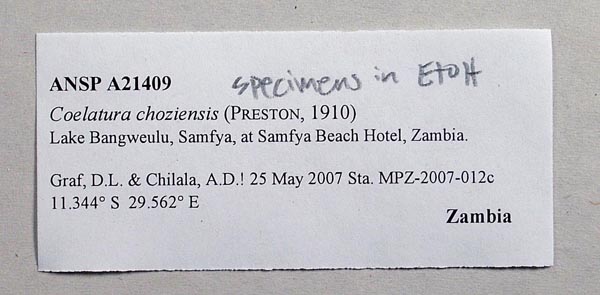 ANSP A21409 specimens in EtOH
Coelatura choziensis (PRESTON, 1910)
Lake Bangweulu, Samfya, at Samfya Beach Hotel, Zambia.
Graf, D.L. & Chilala, A.D.! 25 May 2007 Sta. MPZ-2007-012c
11.344° S 29.562° E
Zambia